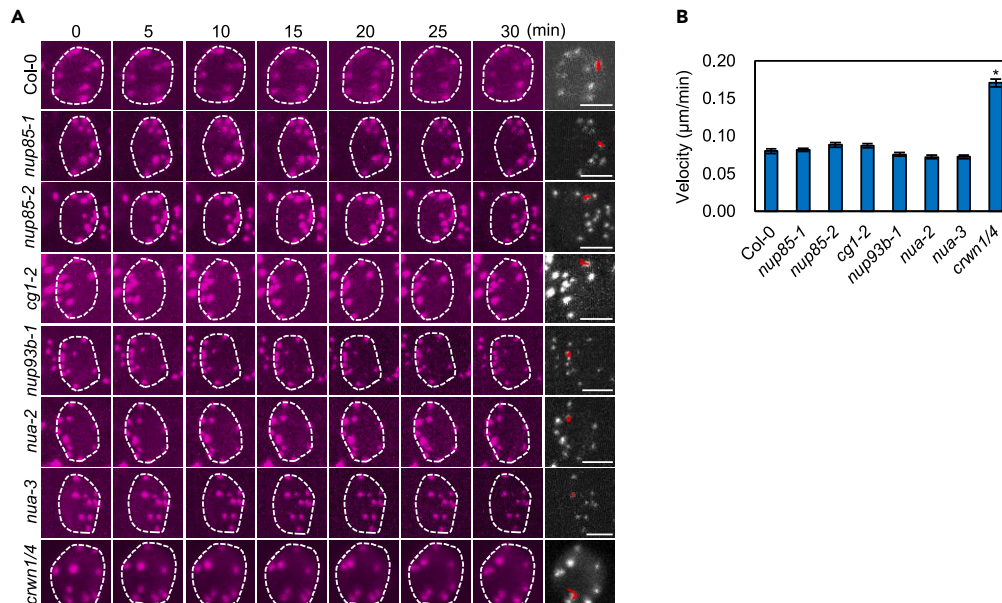 A
B
0 5 10 15 20 25 30 (min)
Col-0
nup85-1
nup85-2
cg1-2
nup93b-1
nua-2
nua-3
crwn1/4
Velocity (µm/min)
0.20
0.15
0.10
0.05
0.00
*
Col-0
nup85-1
nup85-2
cg1-2
nup93b-1
nua-2
nua-3
crwn1/4